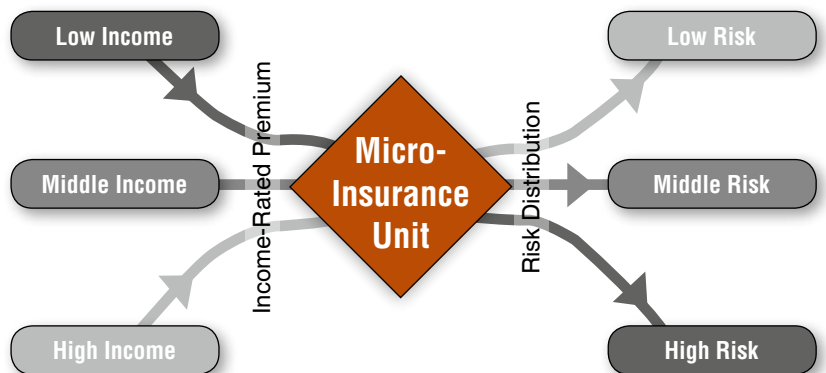 Low Income
Middle Income
High Income
Income-Rated Premium
Micro-
Insurance
Unit
Risk Distribution
Low Risk
Middle Risk
High Risk